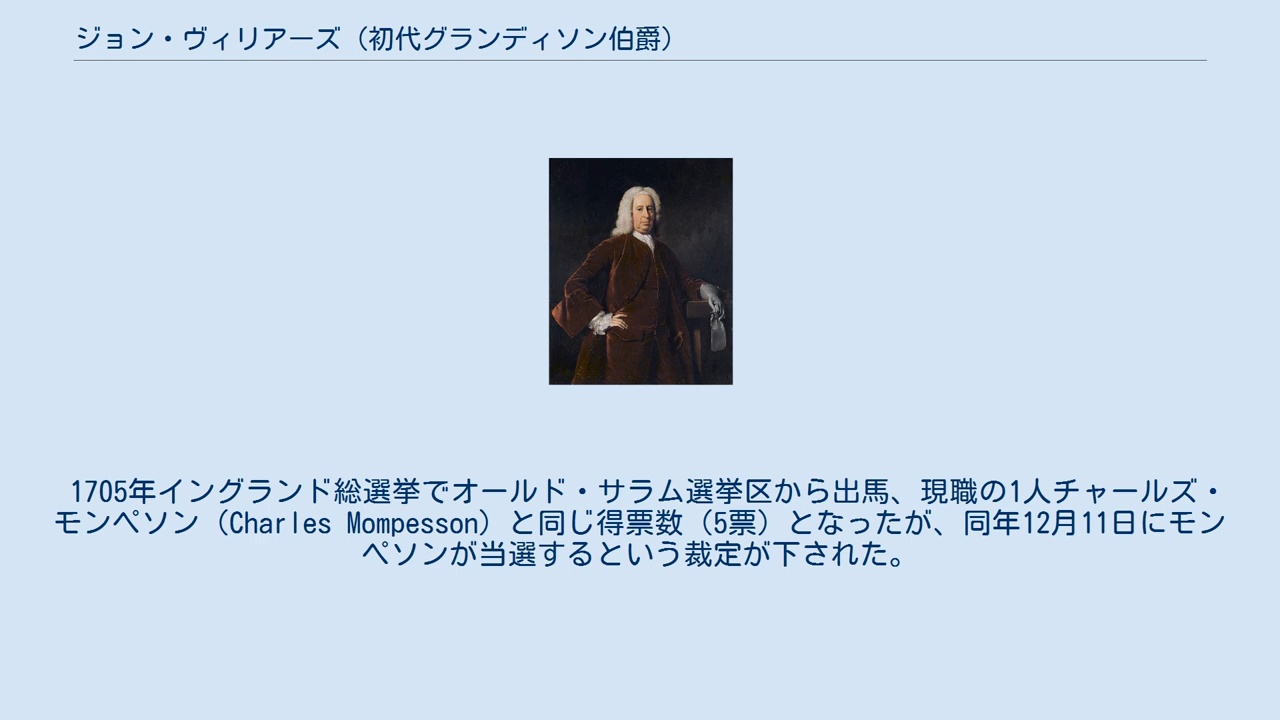 ジョン・ヴィリアーズ（初代グランディソン伯爵）
1705年イングランド総選挙でオールド・サラム選挙区から出馬、現職の1人チャールズ・
モンペソン（Charles Mompesson）と同じ得票数（5票）となったが、同年12月11日にモン
ペソンが当選するという裁定が下された。